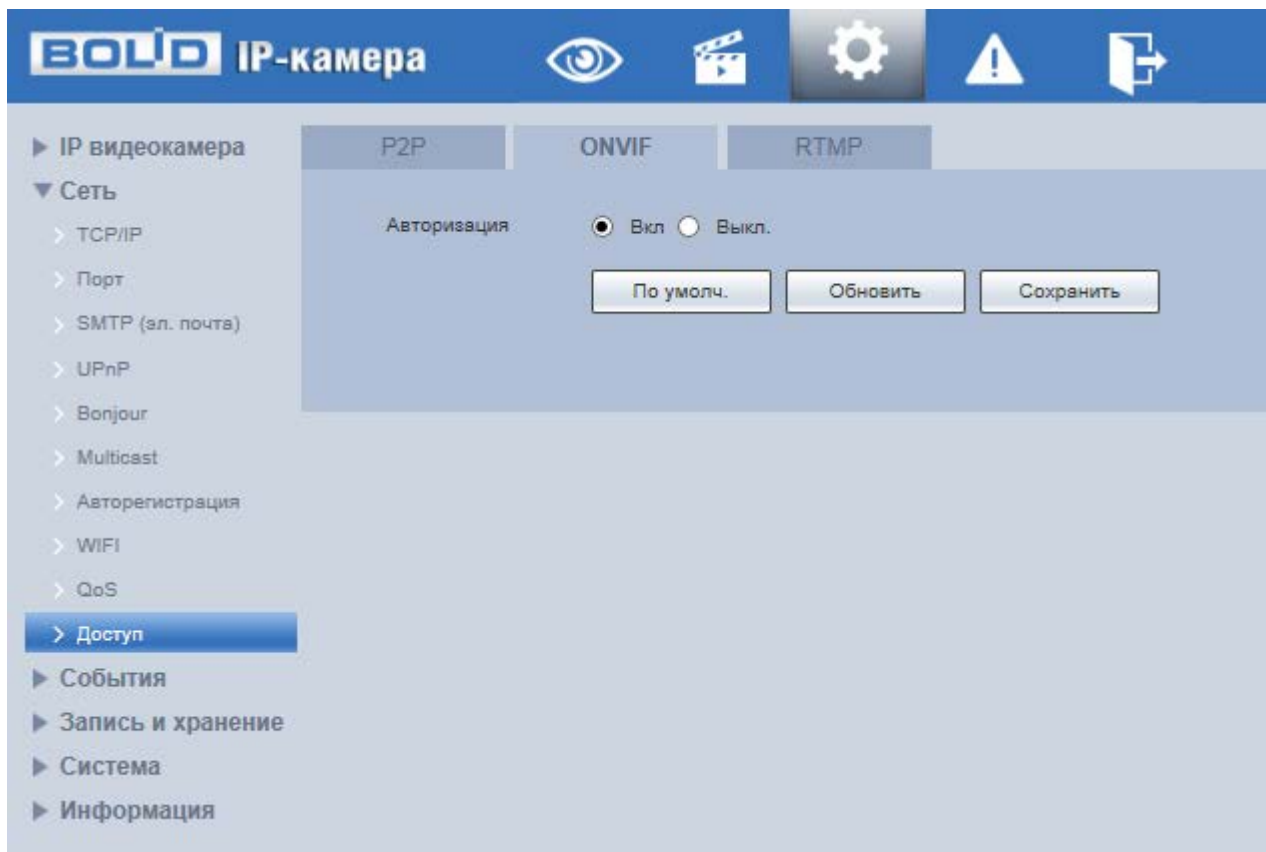 BOLID IP-камера
IP видеокамера
Сеть
TCP/IP
Порт
SMTP (эл. почта)
UPnP
Bonjour
Multicast
Авторегистрация
WIFI
QoS
Доступ
События
Запись и хранение
Система
Информация
P2P ONVIF RTMP
Авторизация Вкл Выкл.
По умолч. Обновить Сохранить